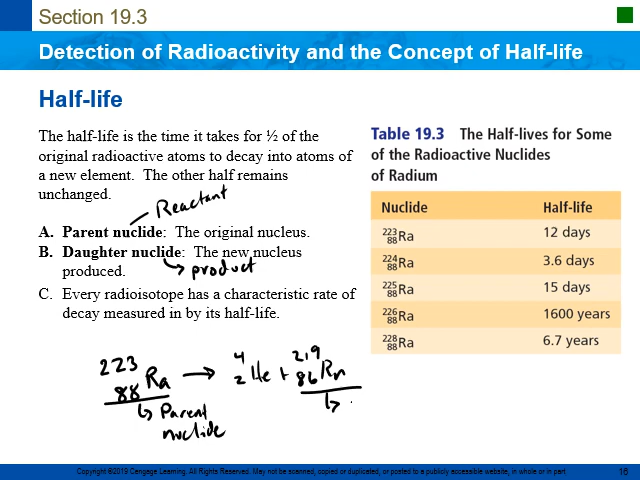 Section 19.3
Detection of Radioactivity and the Concept of Half-life
Half-life
The half-life is the time it takes for ½ of the
original radioactive atoms to decay into atoms of
a new element. The other half remains
unchanged.
Reactant
A. Parent nuclide: The original nucleus.
B. Daughter nuclide: The new nucleus
produced.
product
C. Every radioisotope has a characteristic rate of
decay measured in by its half-life.
Table 19.3 The Half-lives for Some
of the Radioactive Nuclides
of Radium
Nuclide Half-life
²²³₈₈Ra 12 days
²²⁴₈₈Ra 3.6 days
²²⁵₈₈Ra 15 days
²²⁶₈₈Ra 1600 years
²²⁸₈₈Ra 6.7 years
²²³₈₈Ra → ⁴₂He + ²¹⁹₈₆Rn
Parent
nuclide
Copyright ©2019 Cengage Learning. All Rights Reserved. May not be scanned, copied or duplicated, or posted to a publicly accessible website, in whole or in part.
16